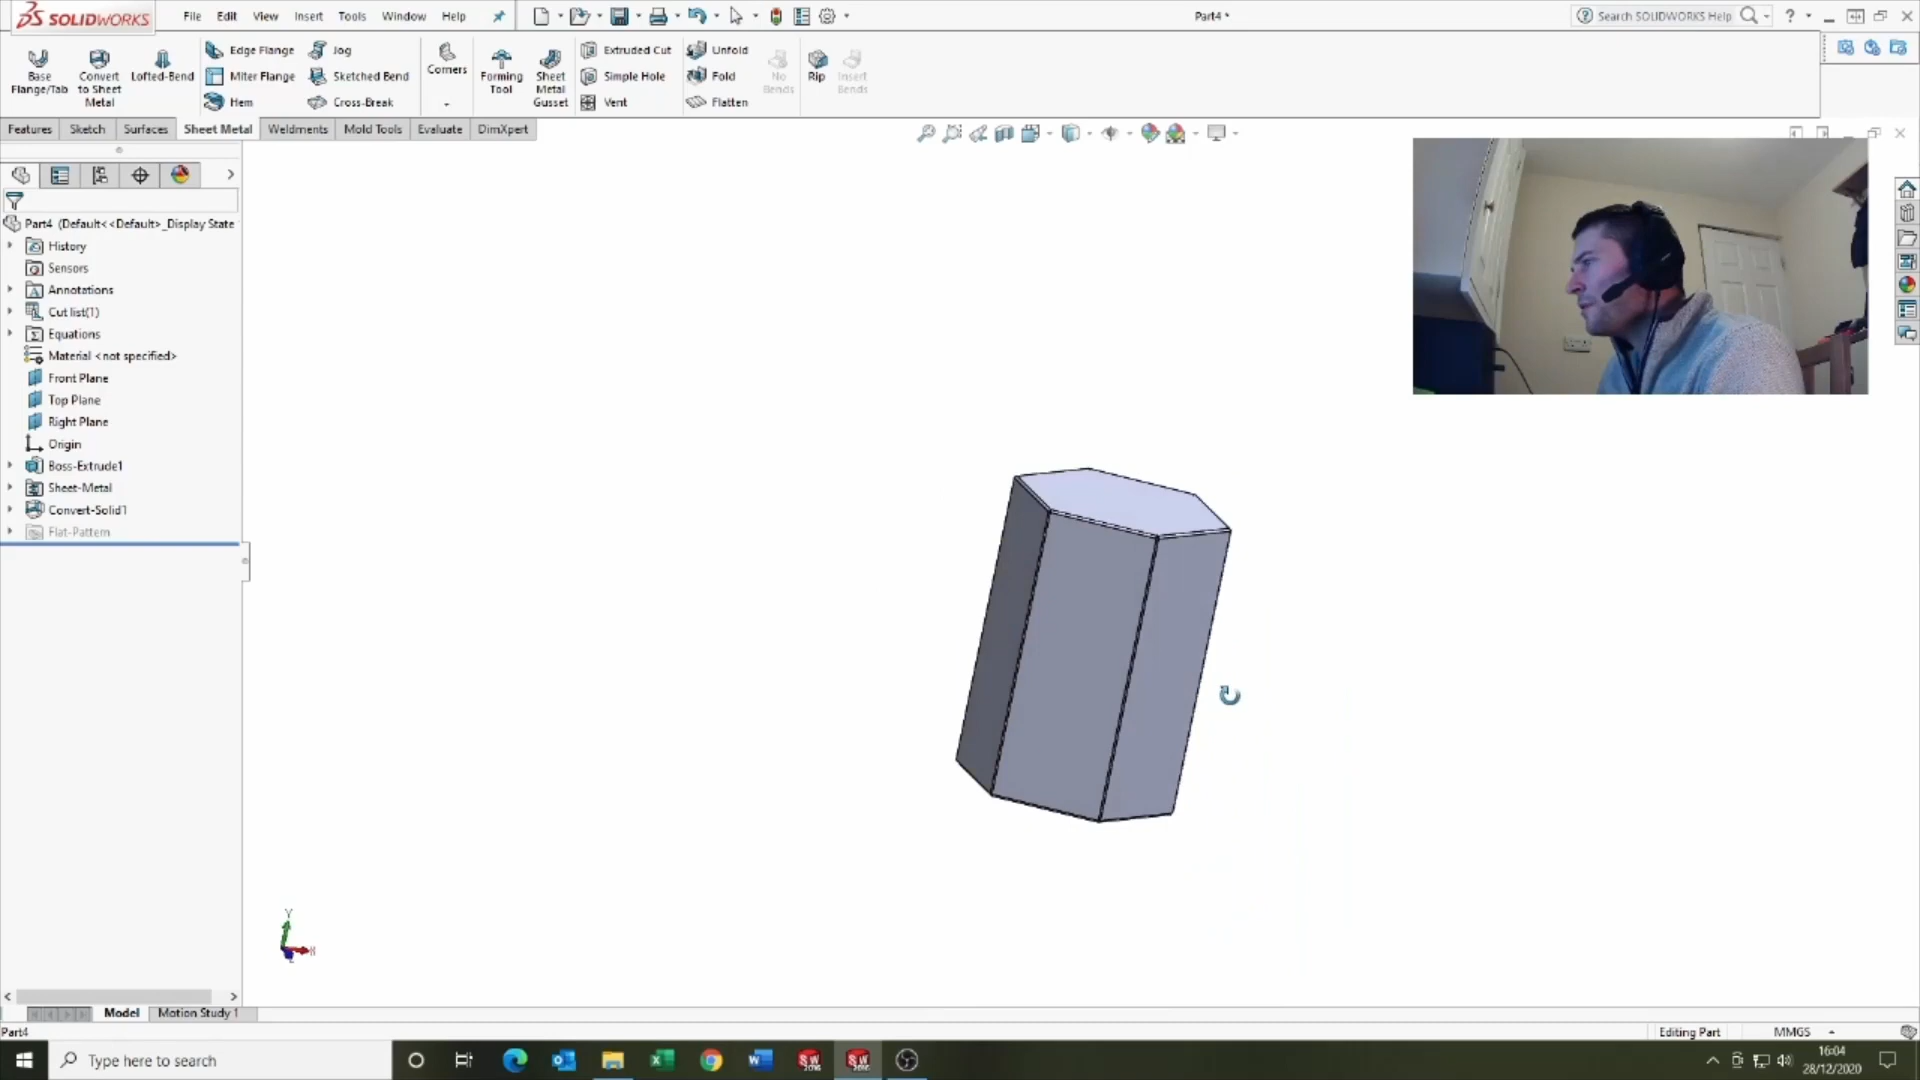 SOLIDWORKS File Edit View Insert Tools Window Help Part4 * Search SOLIDWORKS Help
Base Flange/Tab
Convert to Sheet Metal
Lofted-Bend
Edge Flange
Miter Flange
Hem
Jog
Sketched Bend
Cross-Break
Corners
Forming Tool
Sheet Metal Gusset
Extruded Cut
Simple Hole
Vent
Unfold
Fold
Flatten
No Bends
Rip
Insert Bends
Features Sketch Surfaces Sheet Metal Weldments Mold Tools Evaluate DimXpert
Part4 (Default<<Default>_Display State
History
Sensors
Annotations
Cut list(1)
Equations
Material <not specified>
Front Plane
Top Plane
Right Plane
Origin
Boss-Extrude1
Sheet-Metal
Convert-Solid1
Flat-Pattern
Y
Model Motion Study 1
Part4 Editing Part MMGS
Type here to search
16:04
28/12/2020